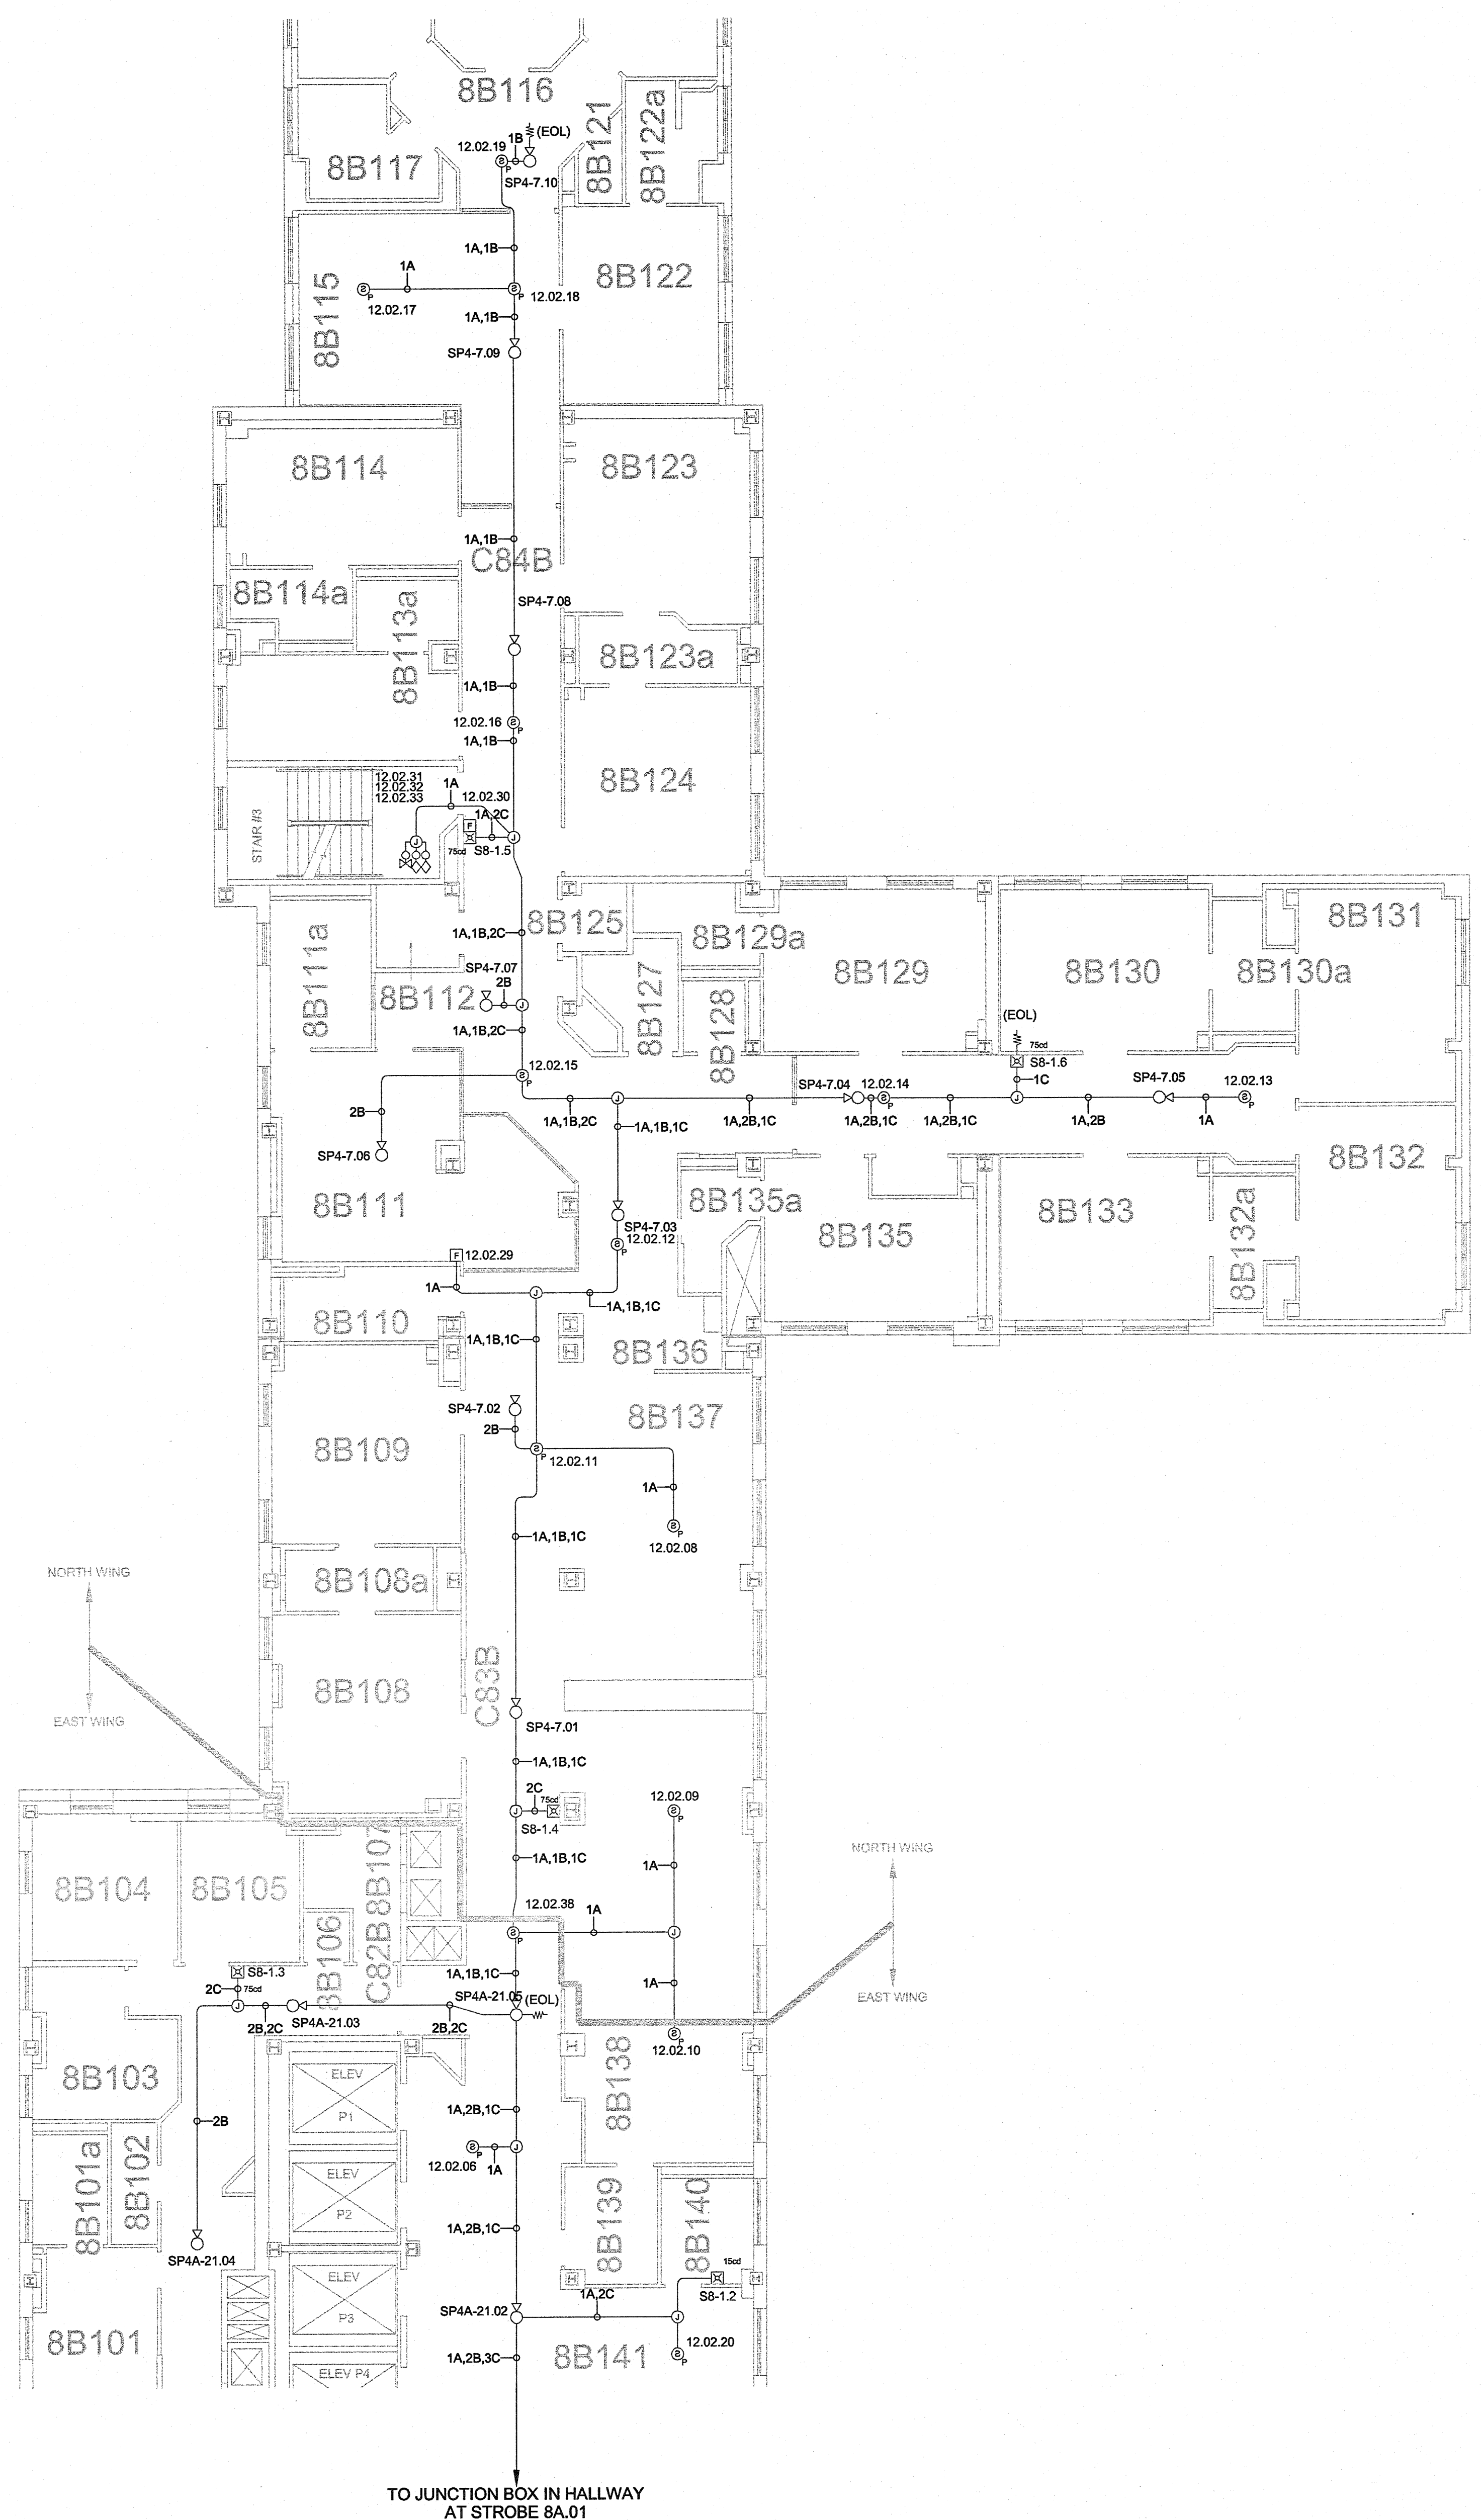 8B116
8B121
8B122a
8B117
12.02.19
1B
(EOL)
SP4-7.10
1A,1B
8B115
1A
8B122
12.02.17
12.02.18
1A,1B
SP4-7.09
8B114
8B123
1A,1B
C84B
8B114a
8B113a
SP4-7.08
8B123a
1A,1B
12.02.16
1A,1B
8B124
12.02.31
12.02.32
12.02.33
1A
12.02.30
1A,2C
STAIR #3
J
F
J
75cd
S8-1.5
8B111a
8B125
8B129a
8B131
1A,1B,2C
8B129
8B130
8B130a
SP4-7.07
2B
8B112
J
8B127
8B128
1A,1B,2C
(EOL)
75cd
S8-1.6
12.02.15
1C
SP4-7.04
12.02.14
SP4-7.05
12.02.13
2B
J
J
1A,1B,2C
1A,2B,1C
1A,2B,1C
1A,2B,1C
1A,2B
1A
1A,1B,1C
SP4-7.06
8B132
8B111
8B135a
8B135
8B133
8B132a
SP4-7.03
12.02.12
F
12.02.29
1A
J
1A,1B,1C
8B110
1A,1B,1C
8B136
SP4-7.02
8B137
2B
8B109
12.02.11
1A
1A,1B,1C
12.02.08
NORTH WING
8B108a
C83B
8B108
EAST WING
SP4-7.01
1A,1B,1C
2C
75cd
12.02.09
J
S8-1.4
1A,1B,1C
NORTH WING
8B104
8B105
8B107
1A
12.02.38
1A
J
8B106
C82B
1A,1B,1C
1A
S8-1.3
2C
75cd
SP4A-21.05
(EOL)
EAST WING
J
2B,2C
SP4A-21.03
2B,2C
12.02.10
8B103
ELEV
P1
8B138
1A,2B,1C
2B
12.02.06
1A
J
8B101a
8B102
ELEV
P2
8B139
8B140
1A,2B,1C
SP4A-21.04
15cd
S8-1.2
ELEV
P3
1A,2C
SP4A-21.02
J
8B101
12.02.20
1A,2B,3C
8B141
ELEV P4
TO JUNCTION BOX IN HALLWAY
AT STROBE 8A.01